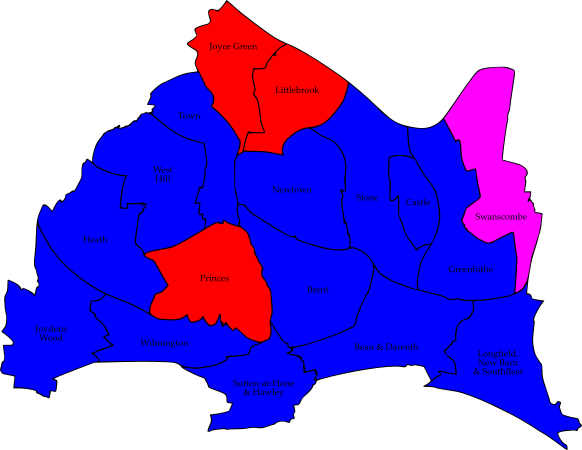 Joyce Green
Littlebrook
Town
West
Hill
Newtown
Stone
Castle
Swanscombe
Heath
Princes
Brent
Greenhithe
Joydens
Wood
Wilmington
Bean & Darenth
Longfield,
New Barn
& Southfleet
Sutton-at-Hone
& Hawley